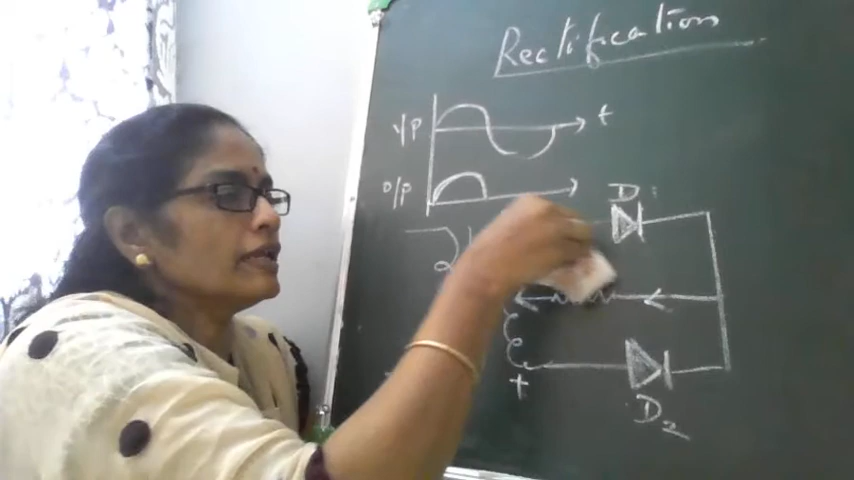 Rectification
I/P
t
O/P
D1
+
D2